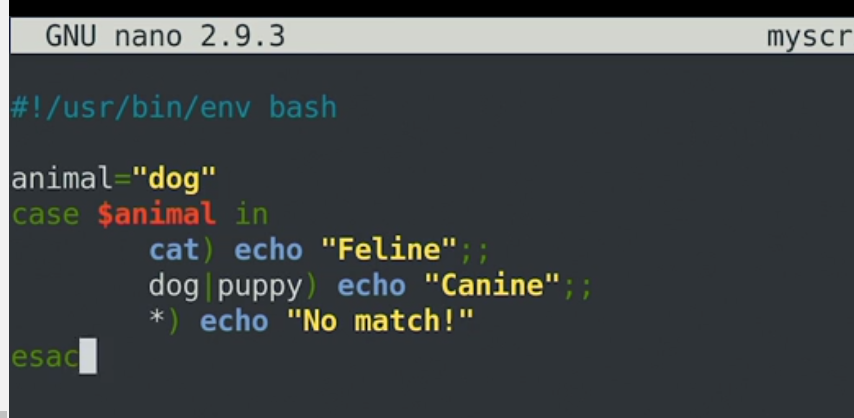 GNU nano 2.9.3 myscr
#!/usr/bin/env bash
animal="dog"
case $animal in
cat) echo "Feline";;
dog|puppy) echo "Canine";;
*) echo "No match!"
esac